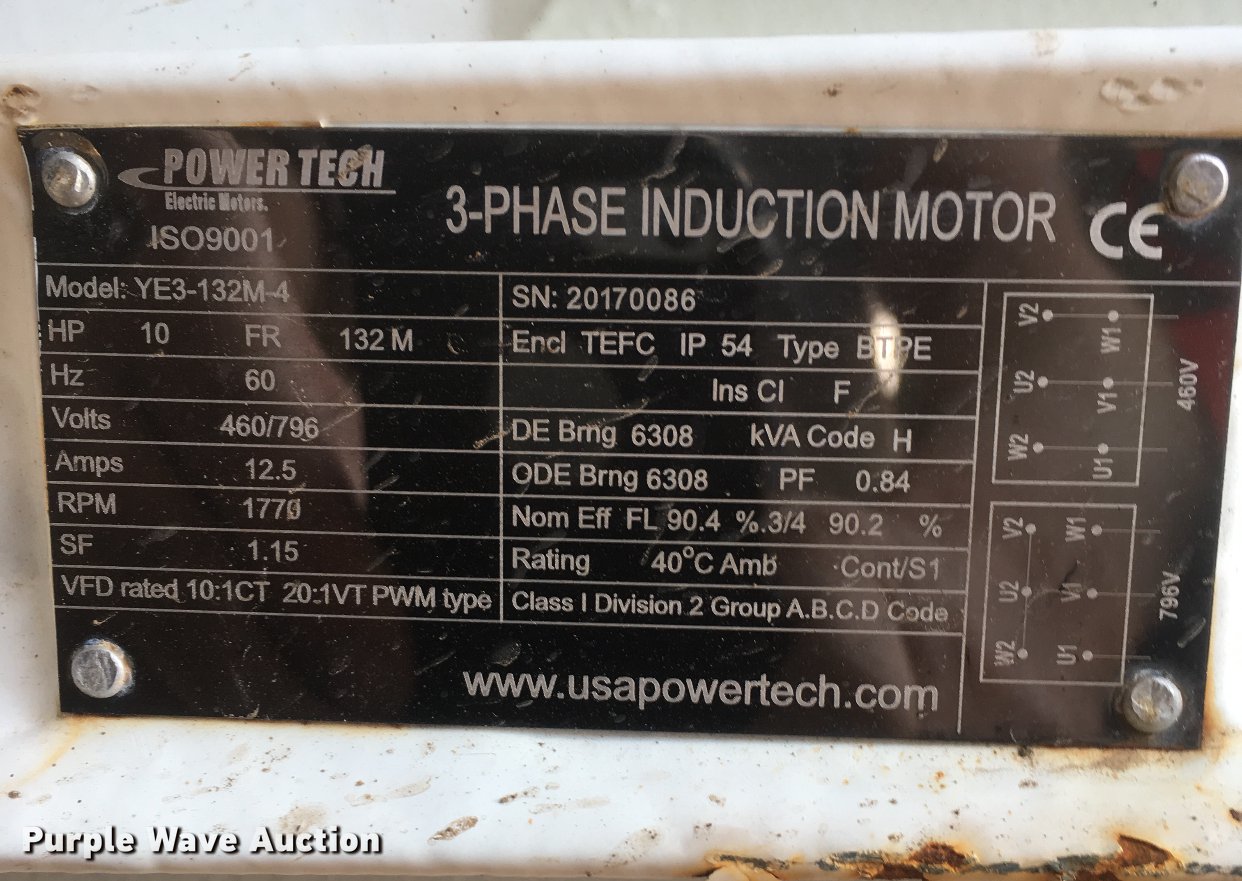 POWER TECH
Electric Motors.
ISO9001
3-PHASE INDUCTION MOTOR
CE
Model: YE3-132M-4
HP 10 FR 132 M
Hz 60
Volts 460/796
Amps 12.5
RPM 1770
SF 1.15
VFD rated 10:1CT 20:1VT PWM type
SN: 20170086
Encl TEFC IP 54 Type BTPE
Ins Cl F
DE Brng 6308 kVA Code H
ODE Brng 6308 PF 0.84
Nom Eff FL 90.4 %.3/4 90.2 %
Rating 40°C Amb Cont/S1
Class I Division 2 Group A.B.C.D Code
V2 W1
U2 V1
W2 U1
460V
V2 W1
U2 V1
W2 U1
796V
www.usapowertech.com
Purple Wave Auction